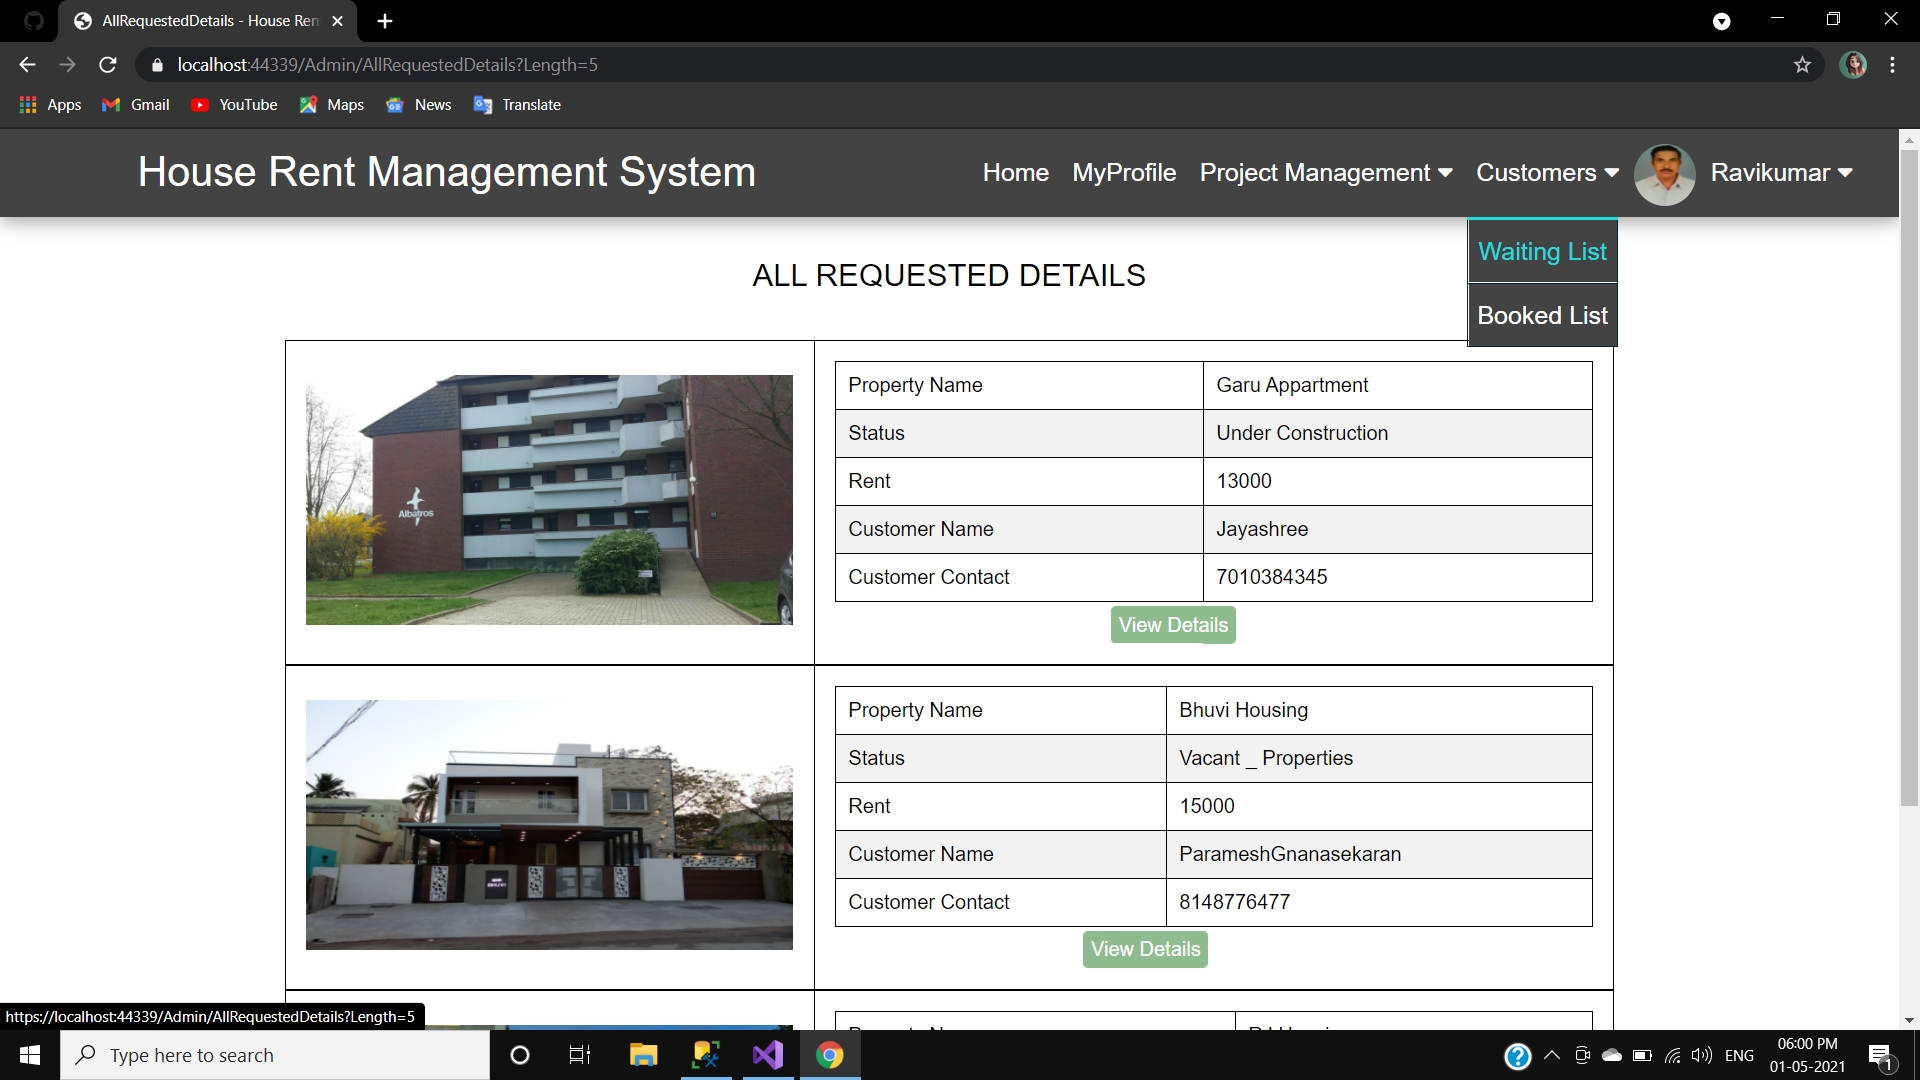 AllRequestedDetails - House Ren
localhost:44339/Admin/AllRequestedDetails?Length=5
Apps Gmail YouTube Maps News Translate
House Rent Management System Home MyProfile Project Management Customers Ravikumar
Waiting List
Booked List
ALL REQUESTED DETAILS
Albatros
Property Name Garu Appartment
Status Under Construction
Rent 13000
Customer Name Jayashree
Customer Contact 7010384345
View Details
Property Name Bhuvi Housing
Status Vacant _ Properties
Rent 15000
Customer Name ParameshGnanasekaran
Customer Contact 8148776477
View Details
https://localhost:44339/Admin/AllRequestedDetails?Length=5
Type here to search
ENG
06:00 PM
01-05-2021
1